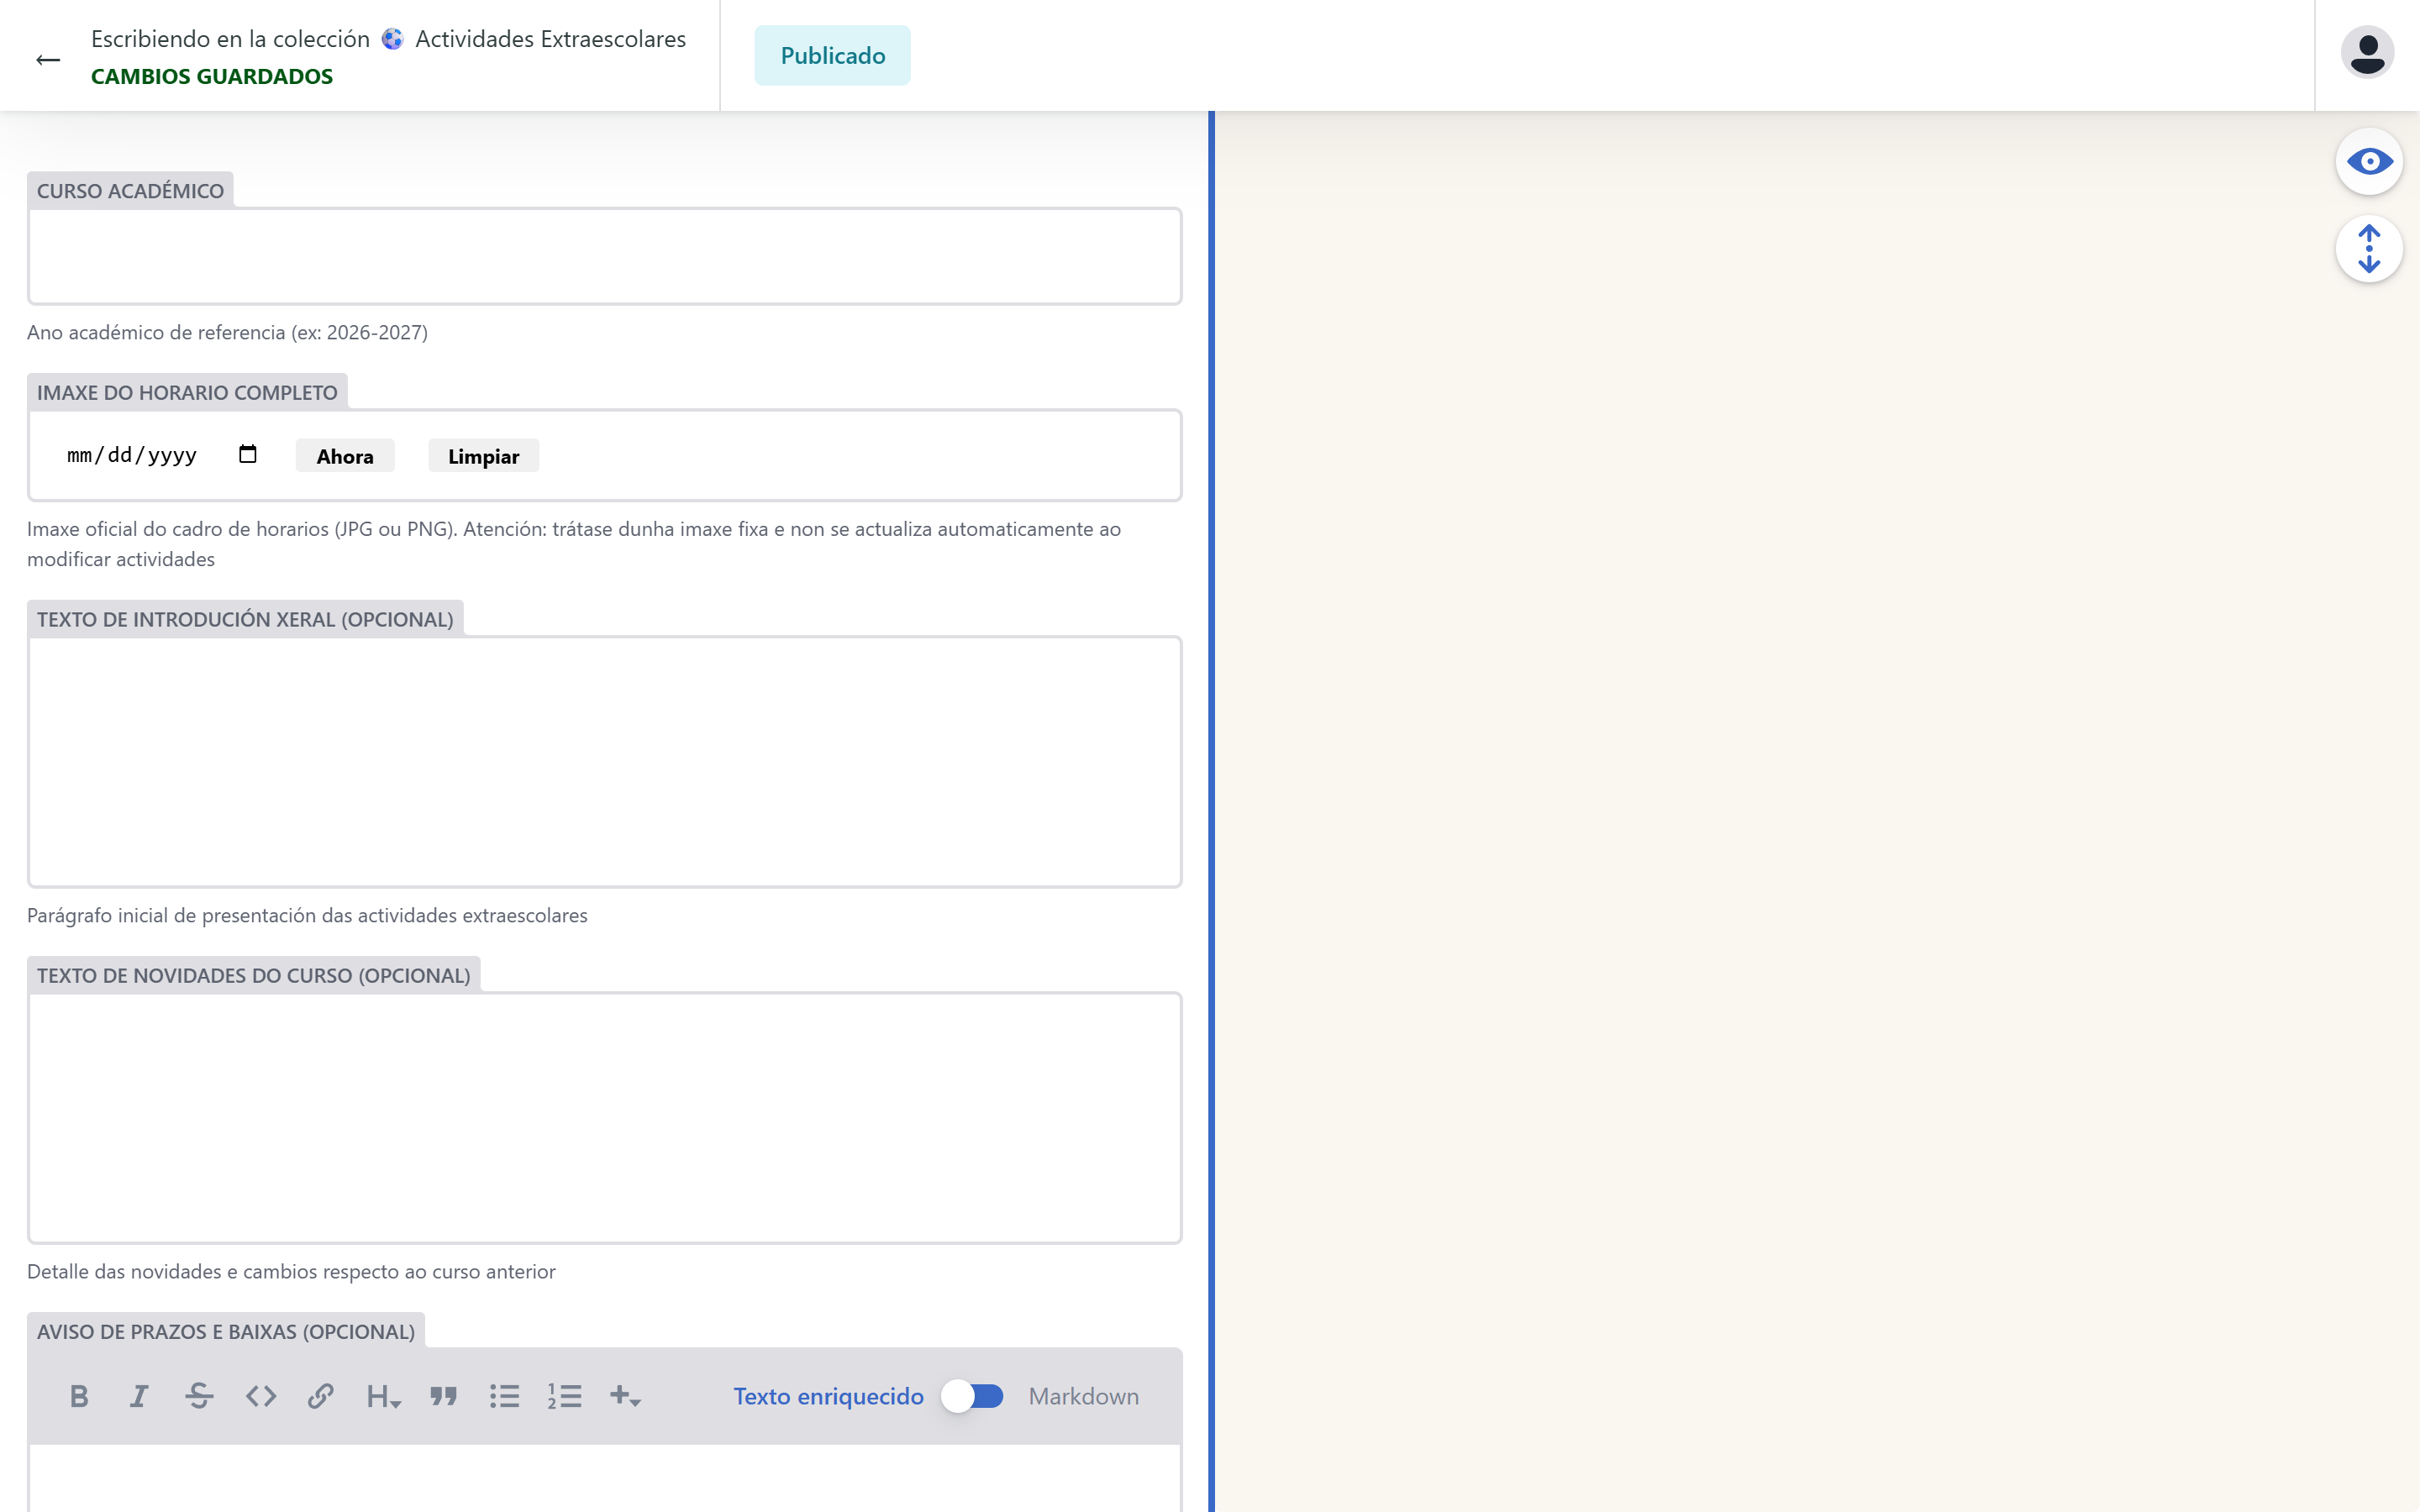 Escribiendo en la colección ⚽ Actividades Extraescolares
CAMBIOS GUARDADOS
Publicado
CURSO ACADÉMICO
Ano académico de referencia (ex: 2026-2027)
IMAXE DO HORARIO COMPLETO
mm/dd/yyyy Ahora Limpiar
Imaxe oficial do cadro de horarios (JPG ou PNG). Atención: trátase dunha imaxe fixa e non se actualiza automaticamente ao
modificar actividades
TEXTO DE INTRODUCIÓN XERAL (OPCIONAL)
Parágrafo inicial de presentación das actividades extraescolares
TEXTO DE NOVIDADES DO CURSO (OPCIONAL)
Detalle das novidades e cambios respecto ao curso anterior
AVISO DE PRAZOS E BAIXAS (OPCIONAL)
Texto enriquecido Markdown